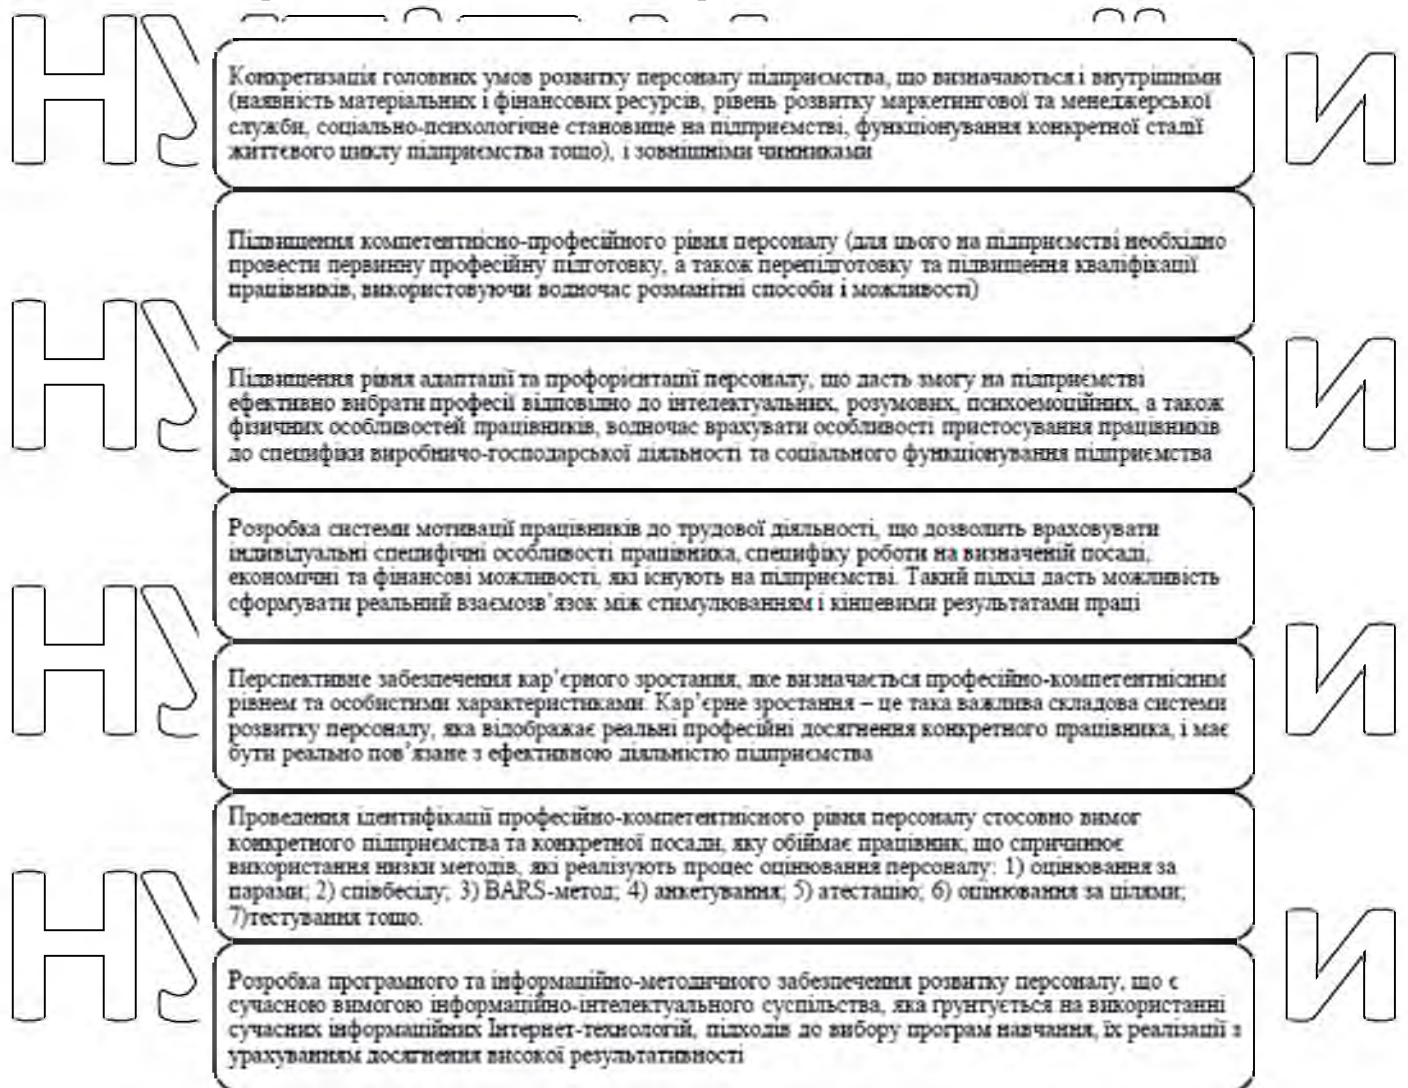 Конкретизація головних умов розвитку персоналу підприємства, що визначаються і внутрішніми
(наявність матеріальних і фінансових ресурсів, рівень розвитку маркетингової та менеджерської
служби, соціально-психологічне становище на підприємстві, функціонування конкретної стадії
життєвого циклу підприємства тощо), і зовнішніми чинниками
Підвищення компетентнісно-професійного рівня персоналу (для цього на підприємстві необхідно
провести первинну професійну підготовку, а також перепідготовку та підвищення кваліфікації
працівників, використовуючи водночас розманітні способи і можливості)
Підвищення рівня адаптації та профорієнтації персоналу, що дасть змогу на підприємстві
ефективно вибрати професії відповідно до інтелектуальних, розумових, психоемоційних, а також
фізичних особливостей працівників, водночас врахувати особливості пристосування працівників
до специфіки виробничо-господарської діяльності та соціального функціонування підприємства
Розробка системи мотивації працівників до трудової діяльності, що дозволить враховувати
індивідуальні специфічні особливості працівника, специфіку роботи на визначеній посаді,
економічні та фінансові можливості, які існують на підприємстві. Такий підхід дасть можливість
сформувати реальний взаємозв’язок між стимулюванням і кінцевими результатами праці
Перспективне забезпечення кар’єрного зростання, яке визначається професійно-компетентнісним
рівнем та особистими характеристиками. Кар’єрне зростання – це така важлива складова системи
розвитку персоналу, яка відображає реальні професійні досягнення конкретного працівника, і має
бути реально пов’язане з ефективною діяльністю підприємства
Проведення ідентифікації професійно-компетентнісного рівня персоналу стосовно вимог
конкретного підприємства та конкретної посади, яку обіймає працівник, що спричинює
використання низки методів, які реалізують процес оцінювання персоналу: 1) оцінювання за
парами; 2) співбесіду; 3) BARS-метод; 4) анкетування; 5) атестацію; 6) оцінювання за цілями;
7)тестування тощо.
Розробка програмного та інформаційно-методичного забезпечення розвитку персоналу, що є
сучасною вимогою інформаційно-інтелектуального суспільства, яка ґрунтується на використанні
сучасних інформаційних Інтернет-технологій, підходів до вибору програм навчання, їх реалізації з
урахуванням досягнення високої результативності
НУ И
НУ И
НУ И
НУ И